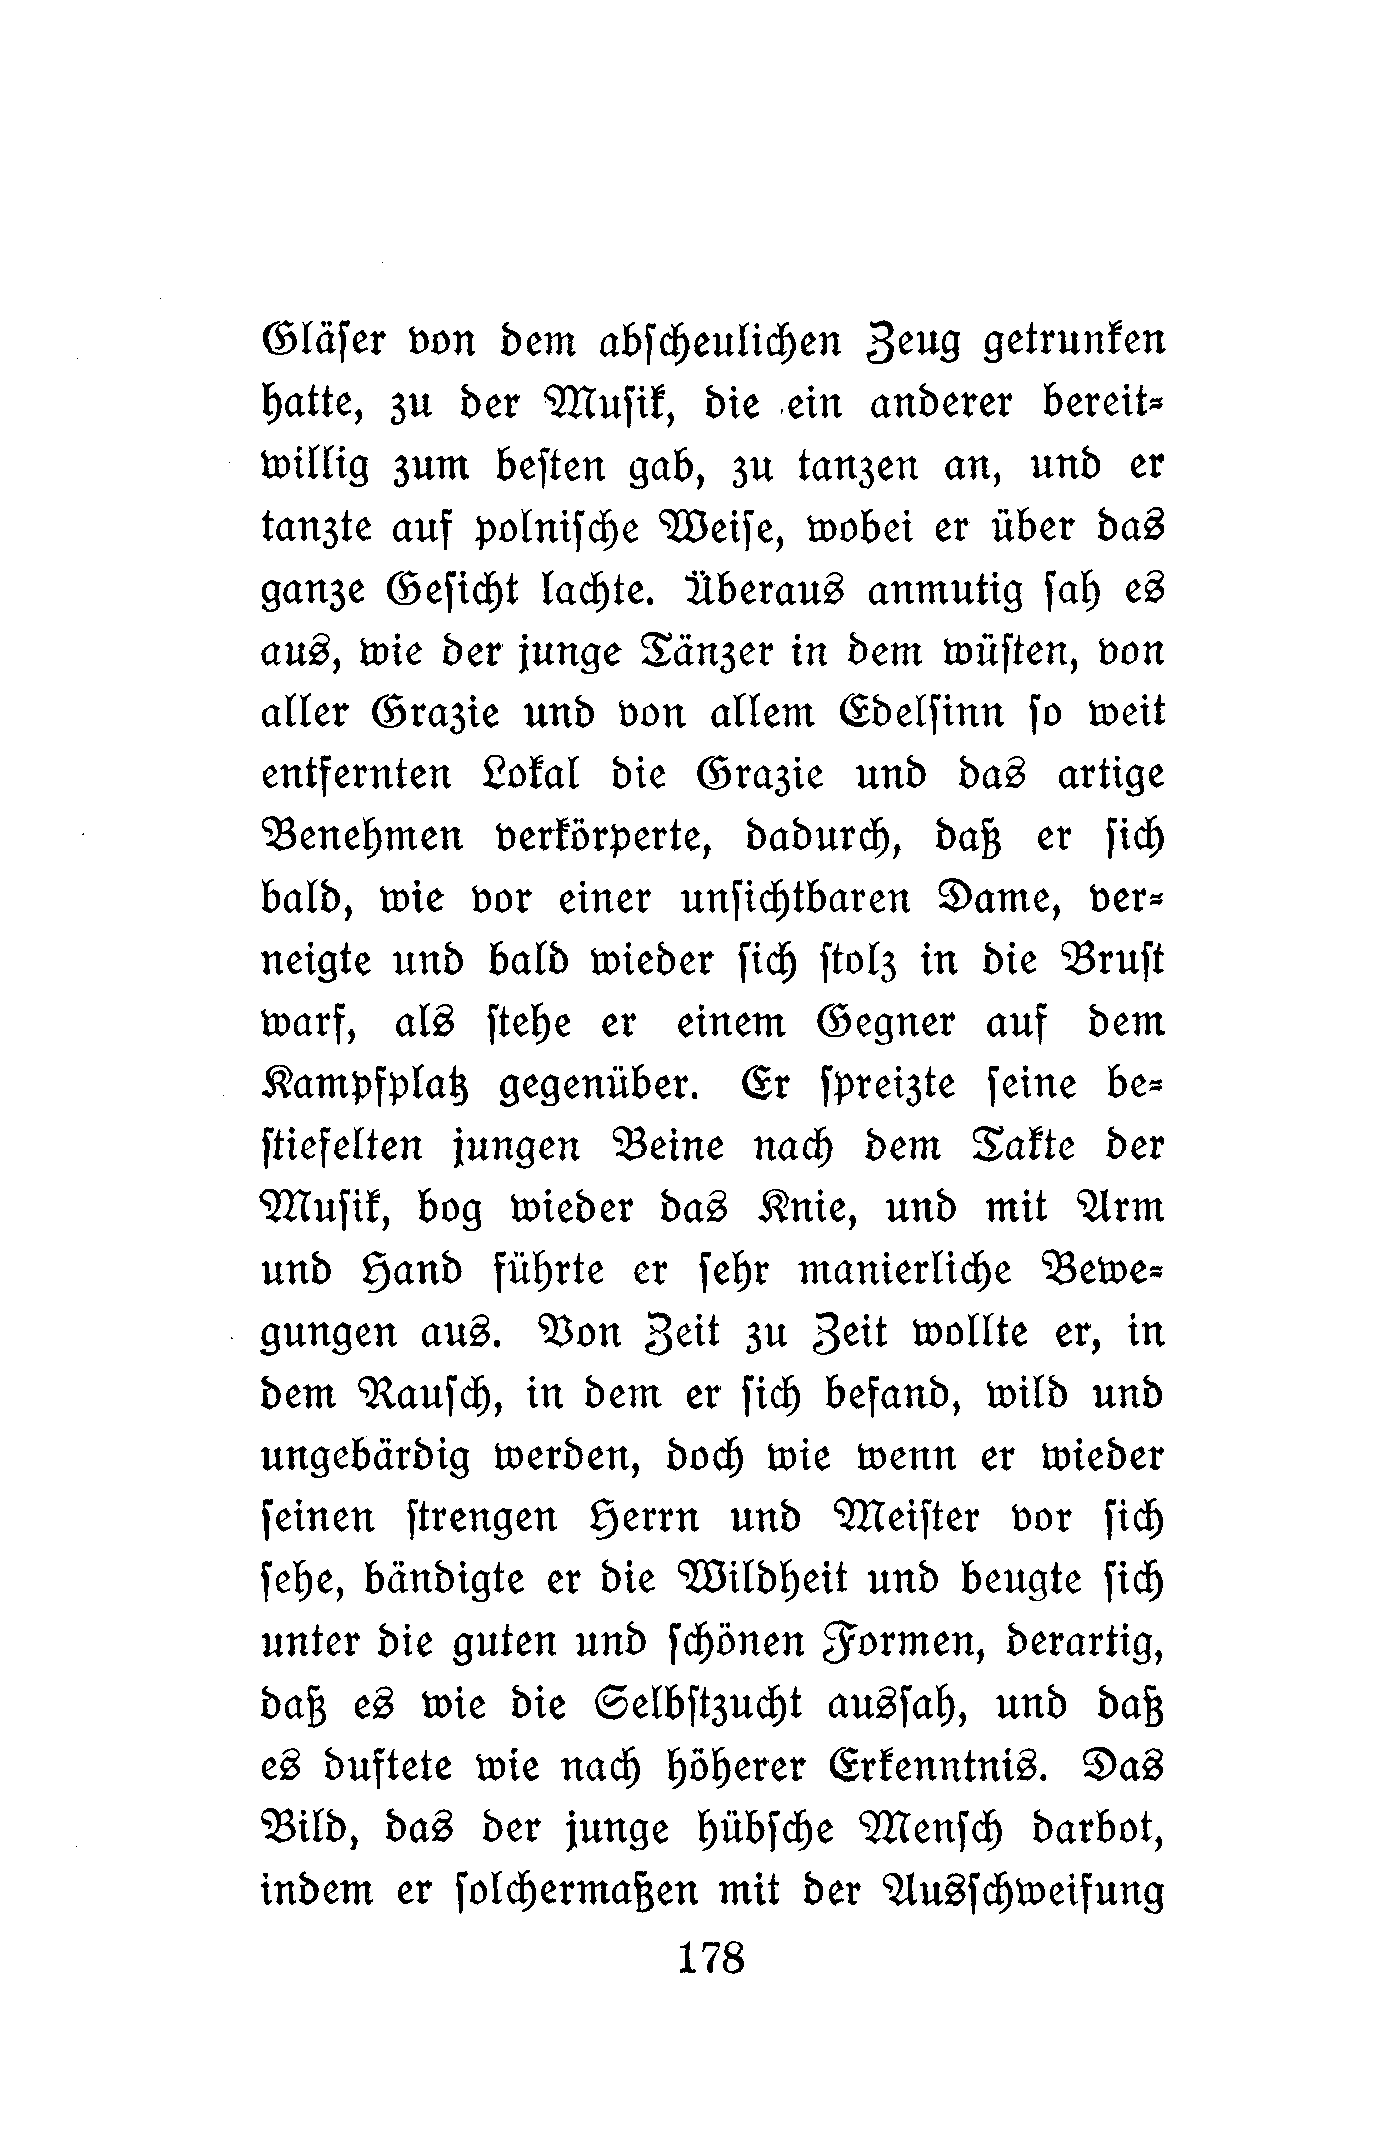 Gläſer von dem abſcheulichen Zeug getrunken
hatte, zu der Muſik, die ein anderer bereit⸗
willig zum beſten gab, zu tanzen an, und er
tanzte auf polniſche Weiſe, wobei er über das
ganze Geſicht lachte. Überaus anmutig ſah es
aus, wie der junge Tänzer in dem wüſten, von
aller Grazie und von allem Edelſinn ſo weit
entfernten Lokal die Grazie und das artige
Benehmen verkörperte, dadurch, daß er ſich
bald, wie vor einer unſichtbaren Dame, ver⸗
neigte und bald wieder ſich ſtolz in die Bruſt
warf, als ſtehe er einem Gegner auf dem
Kampfplatz gegenüber. Er ſpreizte ſeine be⸗
ſtiefelten jungen Beine nach dem Takte der
Muſik, bog wieder das Knie, und mit Arm
und Hand führte er ſehr manierliche Bewe⸗
gungen aus. Von Zeit zu Zeit wollte er, in
dem Rauſch, in dem er ſich befand, wild und
ungebärdig werden, doch wie wenn er wieder
ſeinen ſtrengen Herrn und Meiſter vor ſich
ſehe, bändigte er die Wildheit und beugte ſich
unter die guten und ſchönen Formen, derartig,
daß es wie die Selbſtzucht ausſah, und daß
es duftete wie nach höherer Erkenntnis. Das
Bild, das der junge hübſche Menſch darbot,
indem er ſolchermaßen mit der Ausſchweifung
178